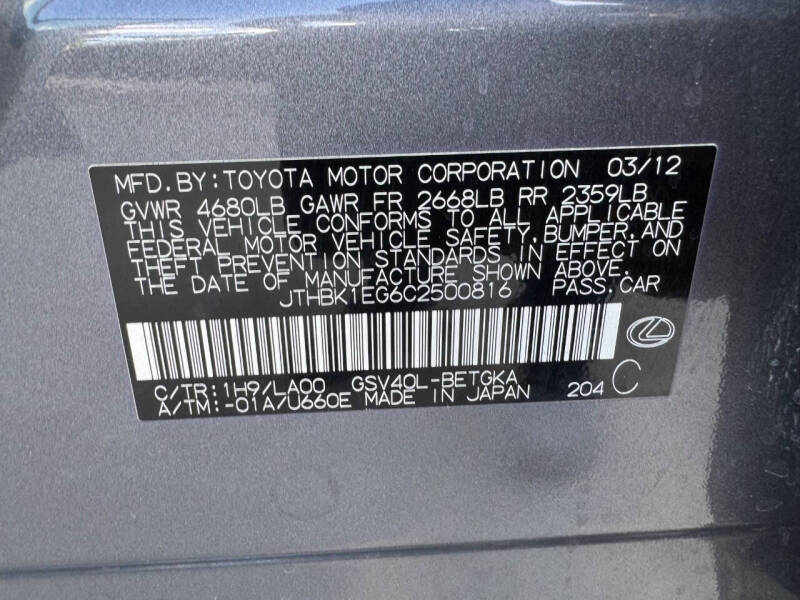 MFD.BY:TOYOTA MOTOR CORPORATION 03/12
GVWR 4680LB GAWR FR 2668LB RR 2359LB
THIS VEHICLE CONFORMS TO ALL APPLICABLE
FEDERAL MOTOR VEHICLE SAFETY,BUMPER,AND
THEFT PREVENTION STANDARDS IN EFFECT ON
THE DATE OF MANUFACTURE SHOWN ABOVE.
JTHBK1EG6C2500816 PASS.CAR
C/TR:1H9/LA00 GSV40L-BETGKA
A/TM:-01A/U660E MADE IN JAPAN 204 C